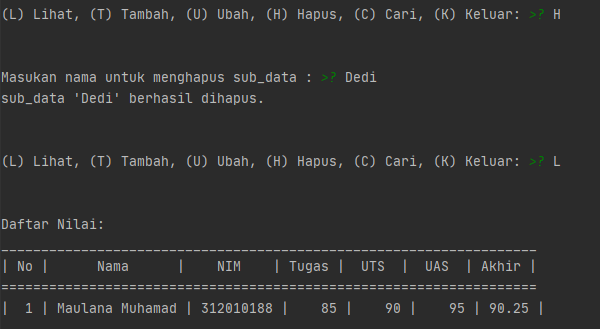 (L) Lihat, (T) Tambah, (U) Ubah, (H) Hapus, (C) Cari, (K) Keluar: >? H
Masukan nama untuk menghapus sub_data : >? Dedi
sub_data 'Dedi' berhasil dihapus.
(L) Lihat, (T) Tambah, (U) Ubah, (H) Hapus, (C) Cari, (K) Keluar: >? L
Daftar Nilai:
___________________________________________________________________
| No |      Nama      |    NIM    | Tugas |  UTS  |  UAS  | Akhir |
===================================================================
|  1 | Maulana Muhamad | 312010188 |    85 |    90 |    95 | 90.25 |